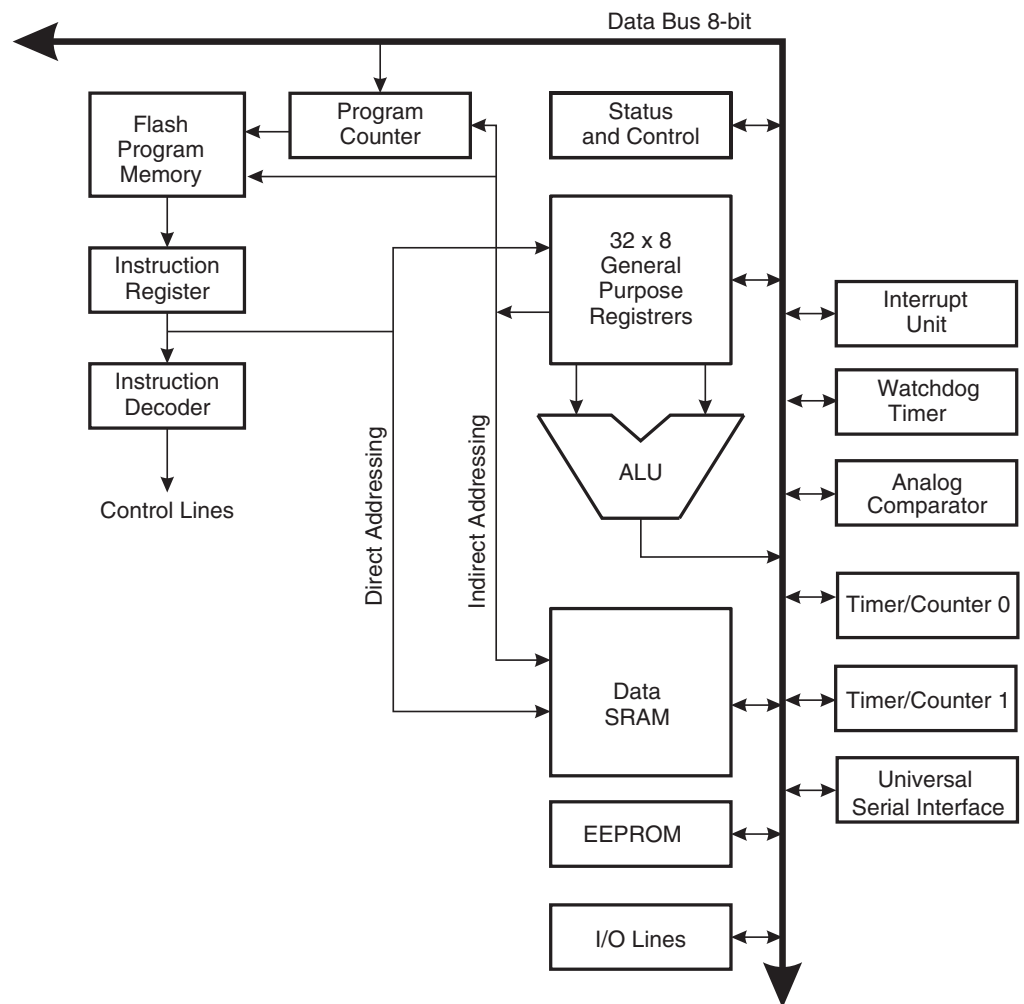 Data Bus 8-bit
Flash
Program
Memory
Program
Counter
Status
and Control
32 x 8
General
Purpose
Registrers
Instruction
Register
Instruction
Decoder
Control Lines
Direct Addressing
Indirect Addressing
ALU
Interrupt
Unit
Watchdog
Timer
Analog
Comparator
Timer/Counter 0
Data
SRAM
Timer/Counter 1
Universal
Serial Interface
EEPROM
I/O Lines